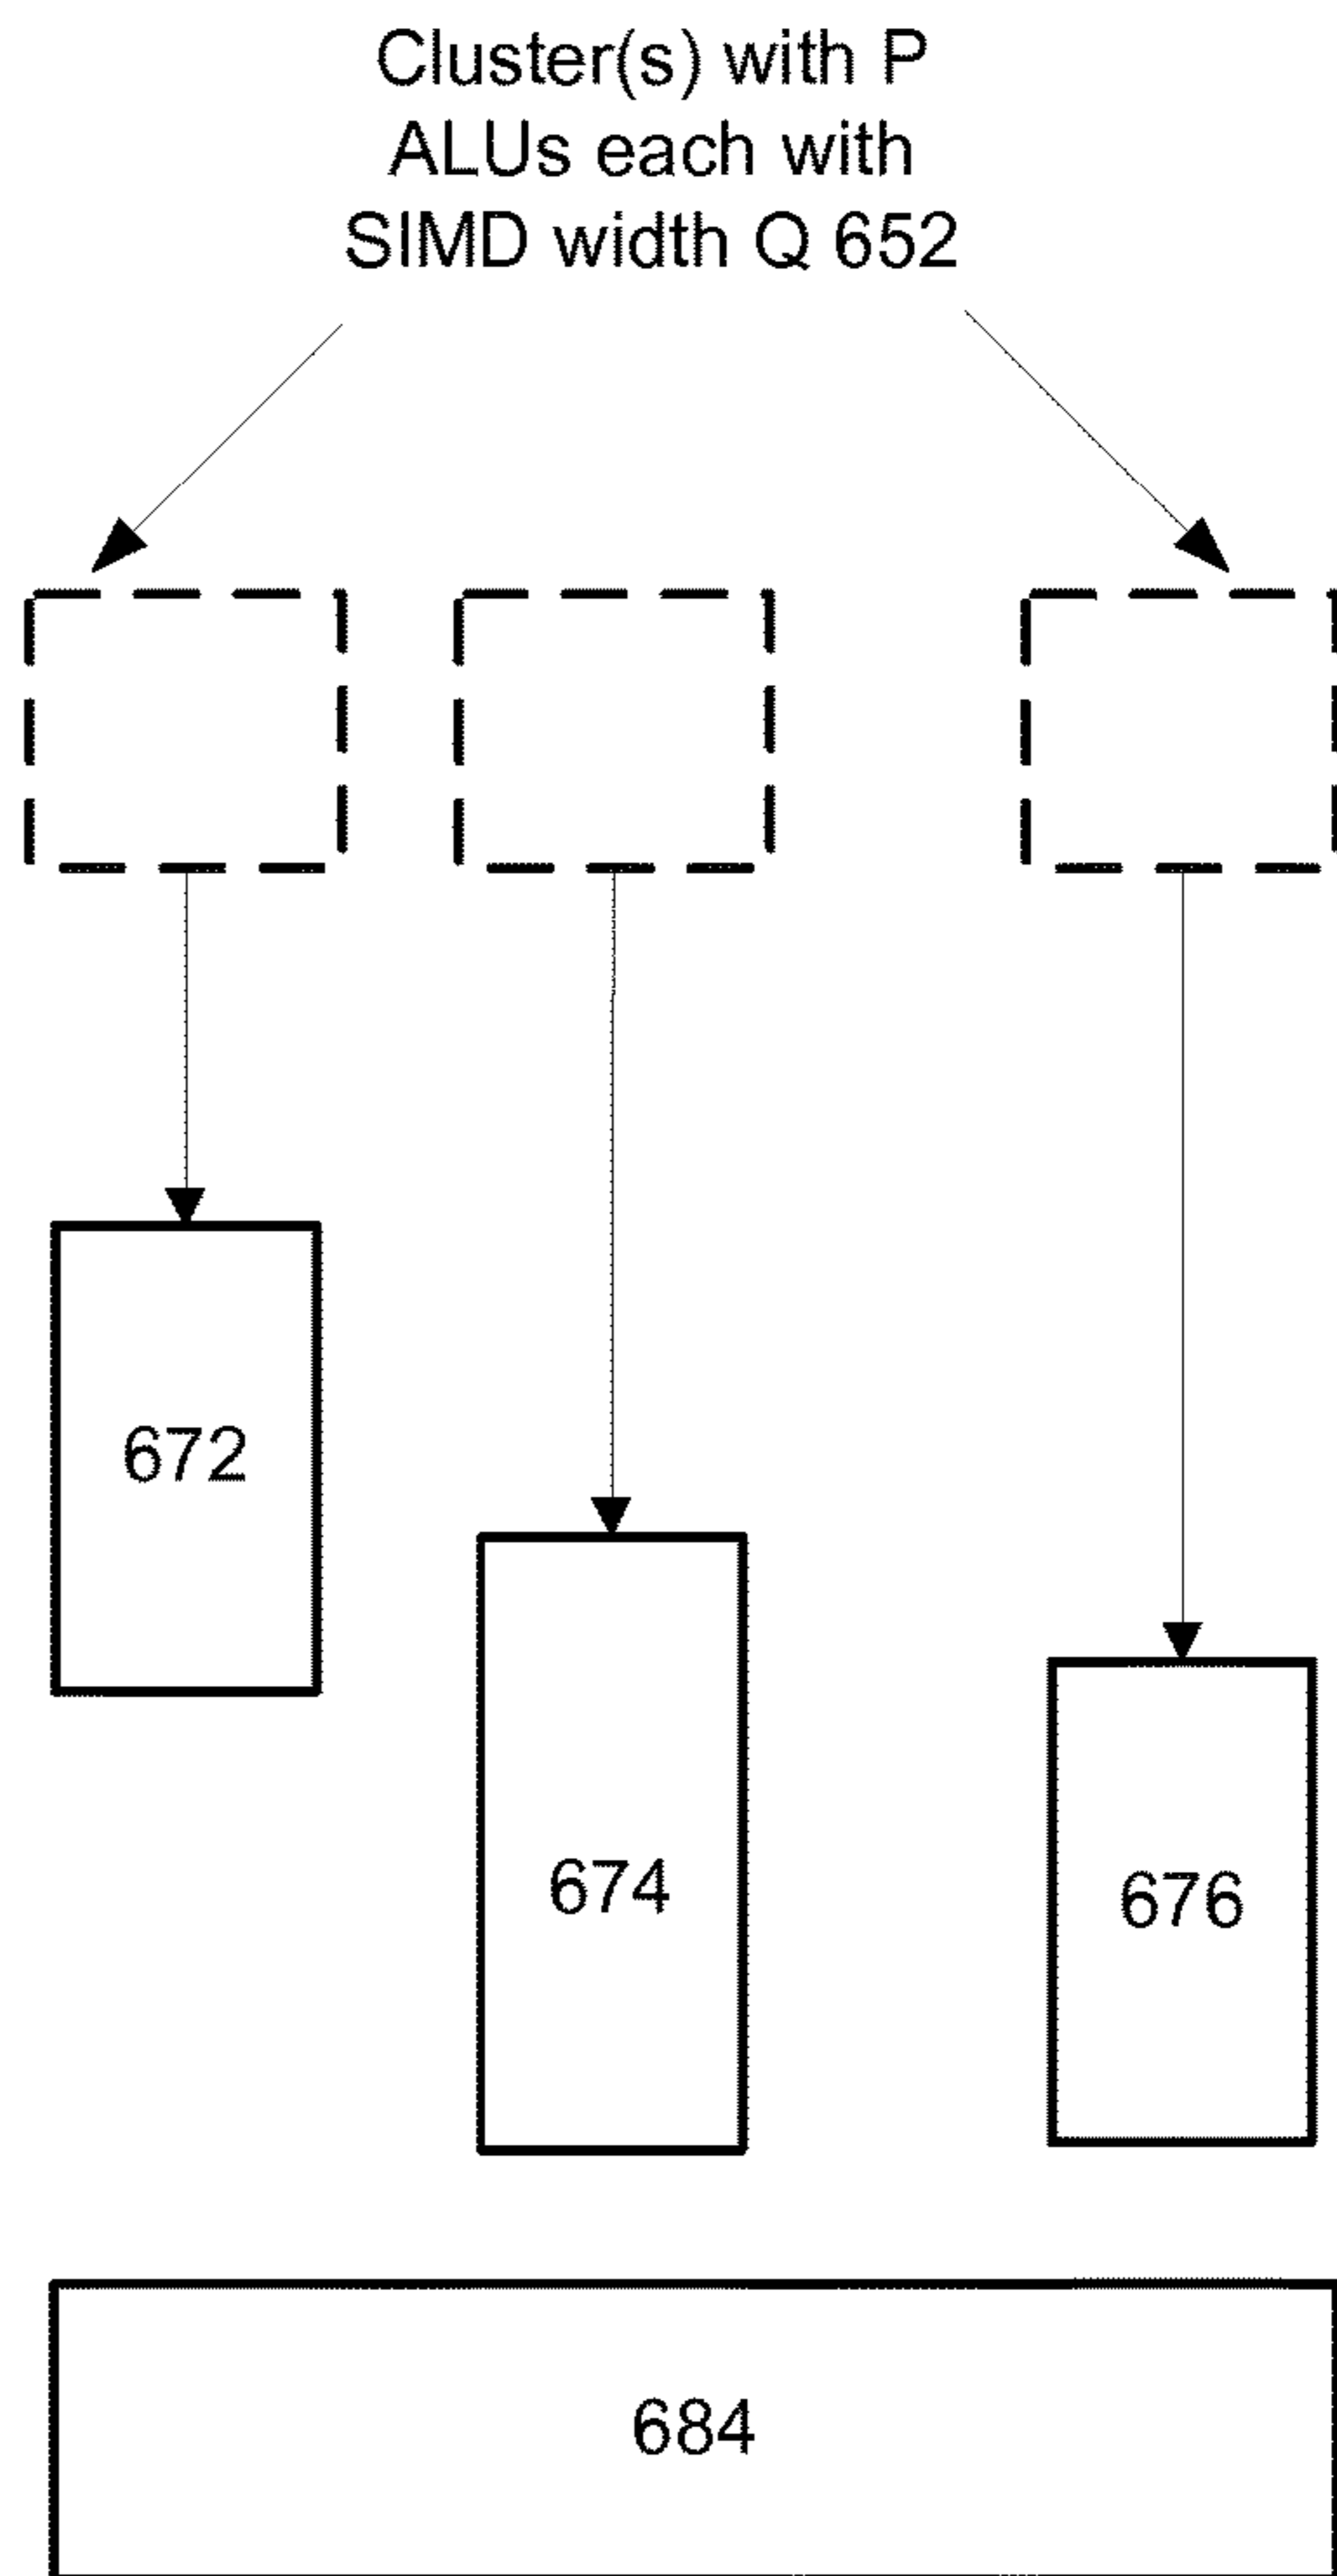 Cluster(s) with P
ALUs each with
SIMD width Q 652
672
674
676
684